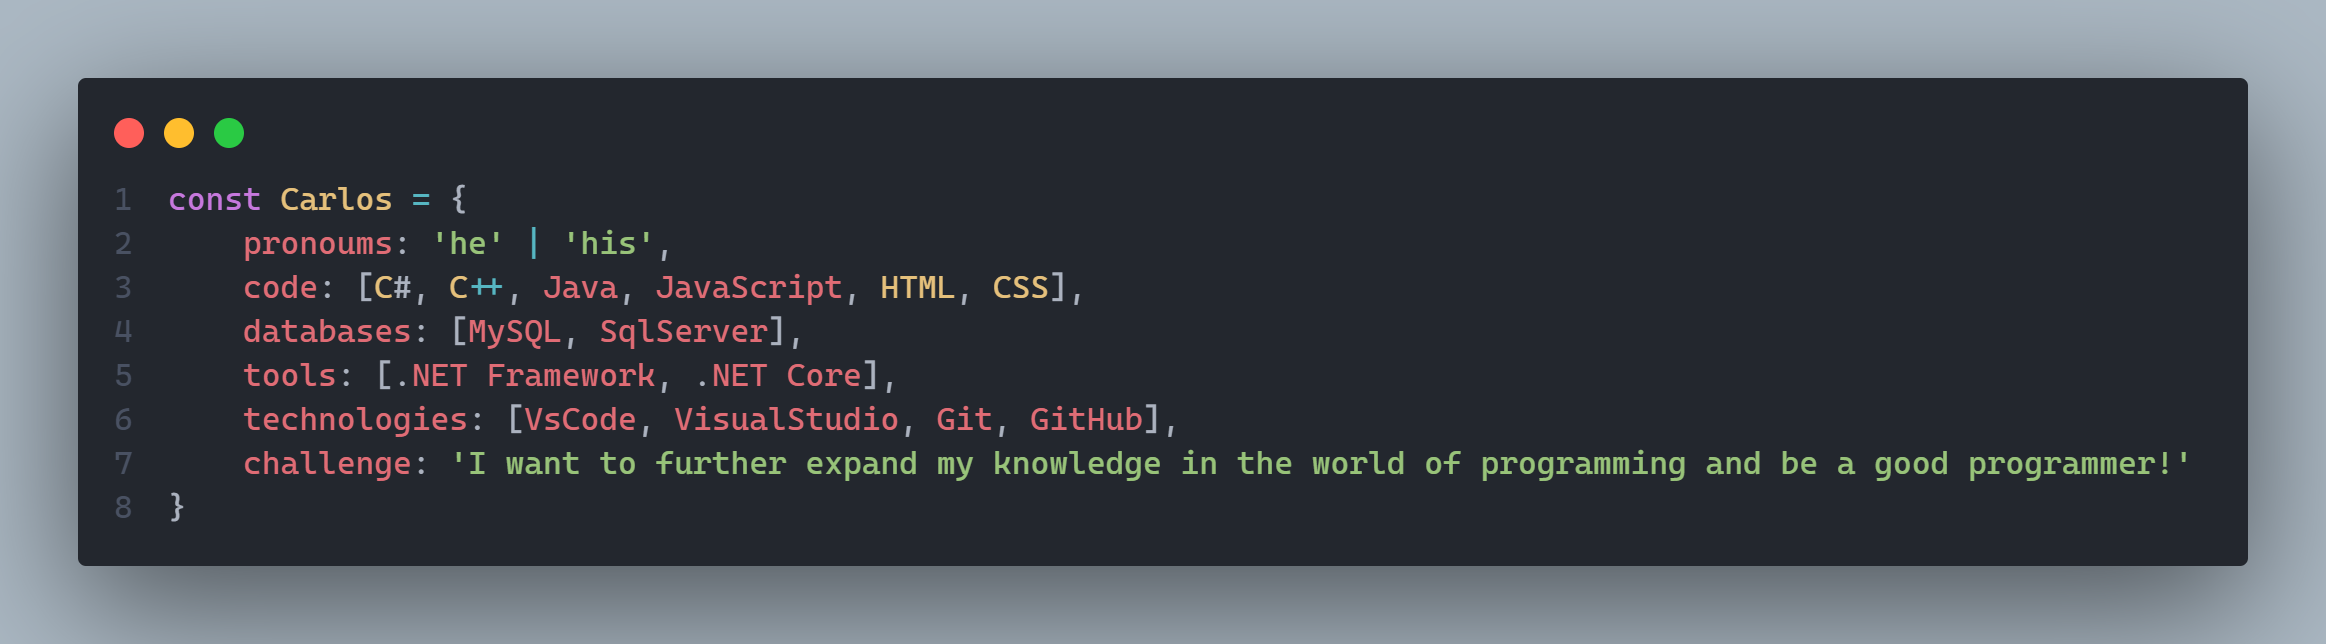 1 const Carlos = {
2 pronoums: 'he' | 'his',
3 code: [C#, C++, Java, JavaScript, HTML, CSS],
4 databases: [MySQL, SqlServer],
5 tools: [.NET Framework, .NET Core],
6 technologies: [VsCode, VisualStudio, Git, GitHub],
7 challenge: 'I want to further expand my knowledge in the world of programming and be a good programmer!'
8 }